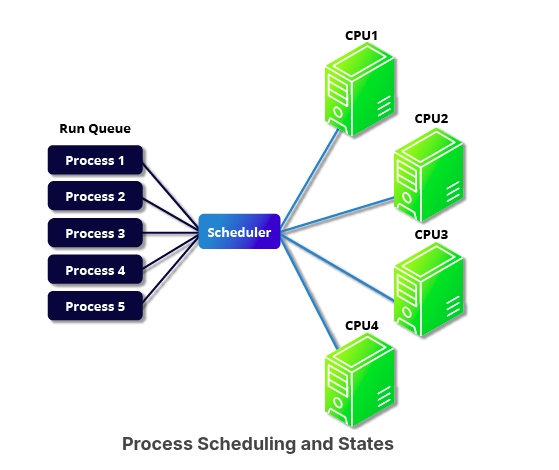 Run Queue
Process 1
Process 2
Process 3
Process 4
Process 5
Scheduler
CPU1
CPU2
CPU3
CPU4
Process Scheduling and States